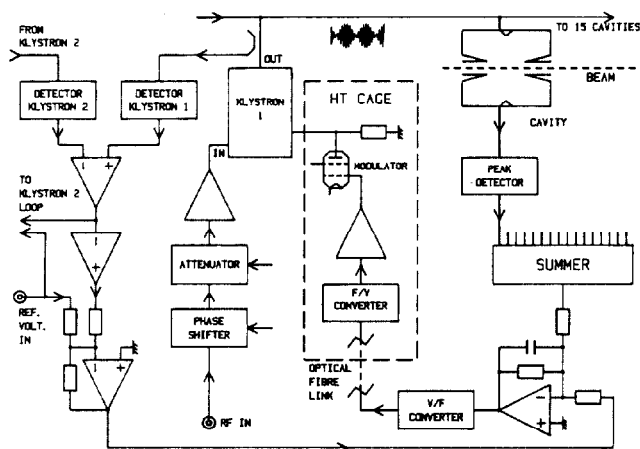 FROM
KLYSTRON 2
TO 15 CAVITIES
OUT
DETECTOR
KLYSTRON 2
DETECTOR
KLYSTRON 1
KLYSTRON
1
HT CAGE
BEAM
CAVITY
IN
MODULATOR
PEAK
DETECTOR
TO
KLYSTRON 2
LOOP
ATTENUATOR
SUMMER
F/V
CONVERTER
REF.
VOLT.
IN
PHASE
SHIFTER
OPTICAL
FIBRE
LINK
V/F
CONVERTER
RF IN